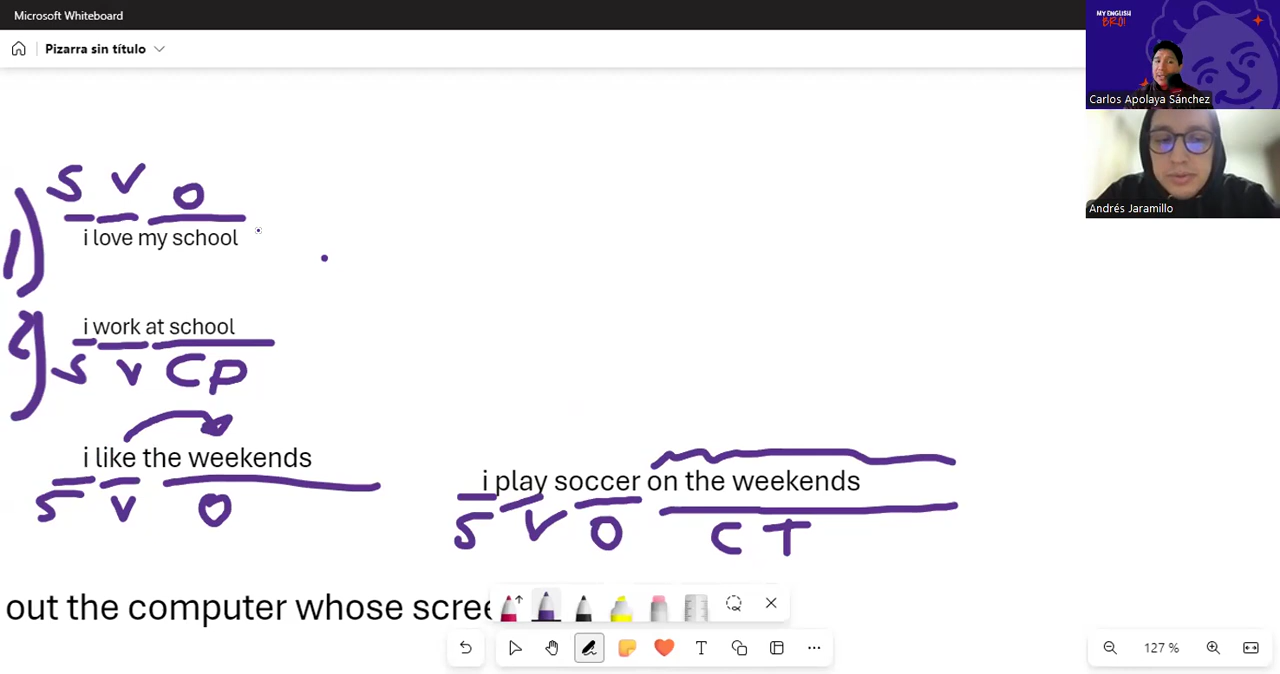 Microsoft Whiteboard
Pizarra sin título
MY ENGLISH
BRO!
Carlos Apolaya Sánchez
Andrés Jaramillo
S V O
1)
i love my school
2)
i work at school
S V CP
i like the weekends
S V O
i play soccer on the weekends
S V O C T
out the computer whose scree
T
127 %